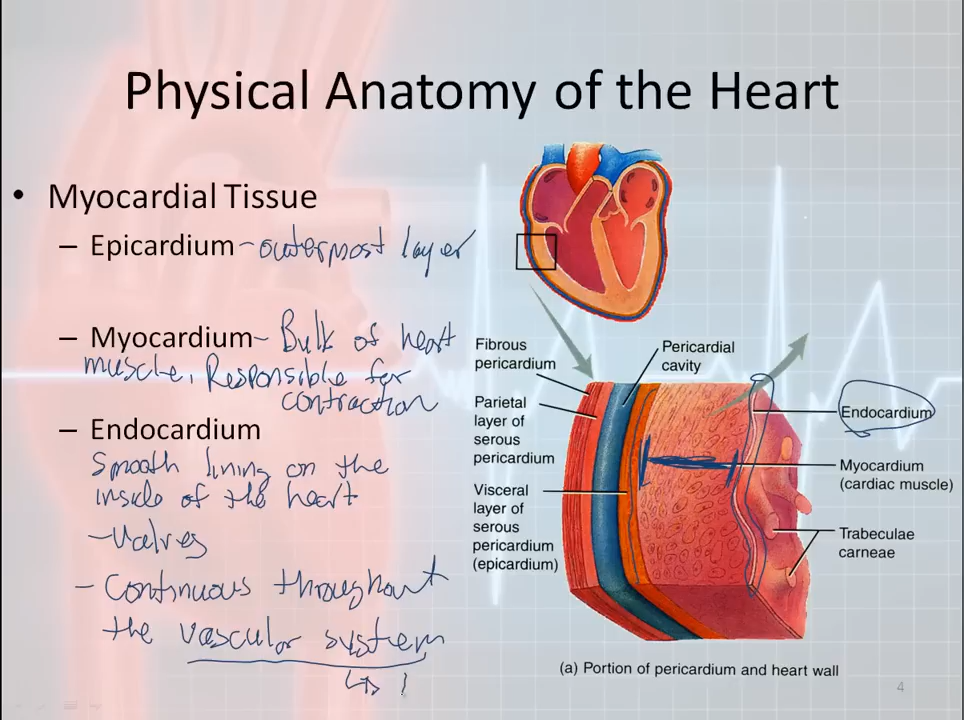 Physical Anatomy of the Heart
• Myocardial Tissue
– Epicardium - outermost layer
– Myocardium - Bulk of heart
muscle, Responsible for
contraction
– Endocardium
Smooth lining on the
inside of the heart
- Valves
- Continuous throughout
the vascular system
Fibrous
pericardium
Parietal
layer of
serous
pericardium
Visceral
layer of
serous
pericardium
(epicardium)
Pericardial
cavity
Endocardium
Myocardium
(cardiac muscle)
Trabeculae
carneae
(a) Portion of pericardium and heart wall
4